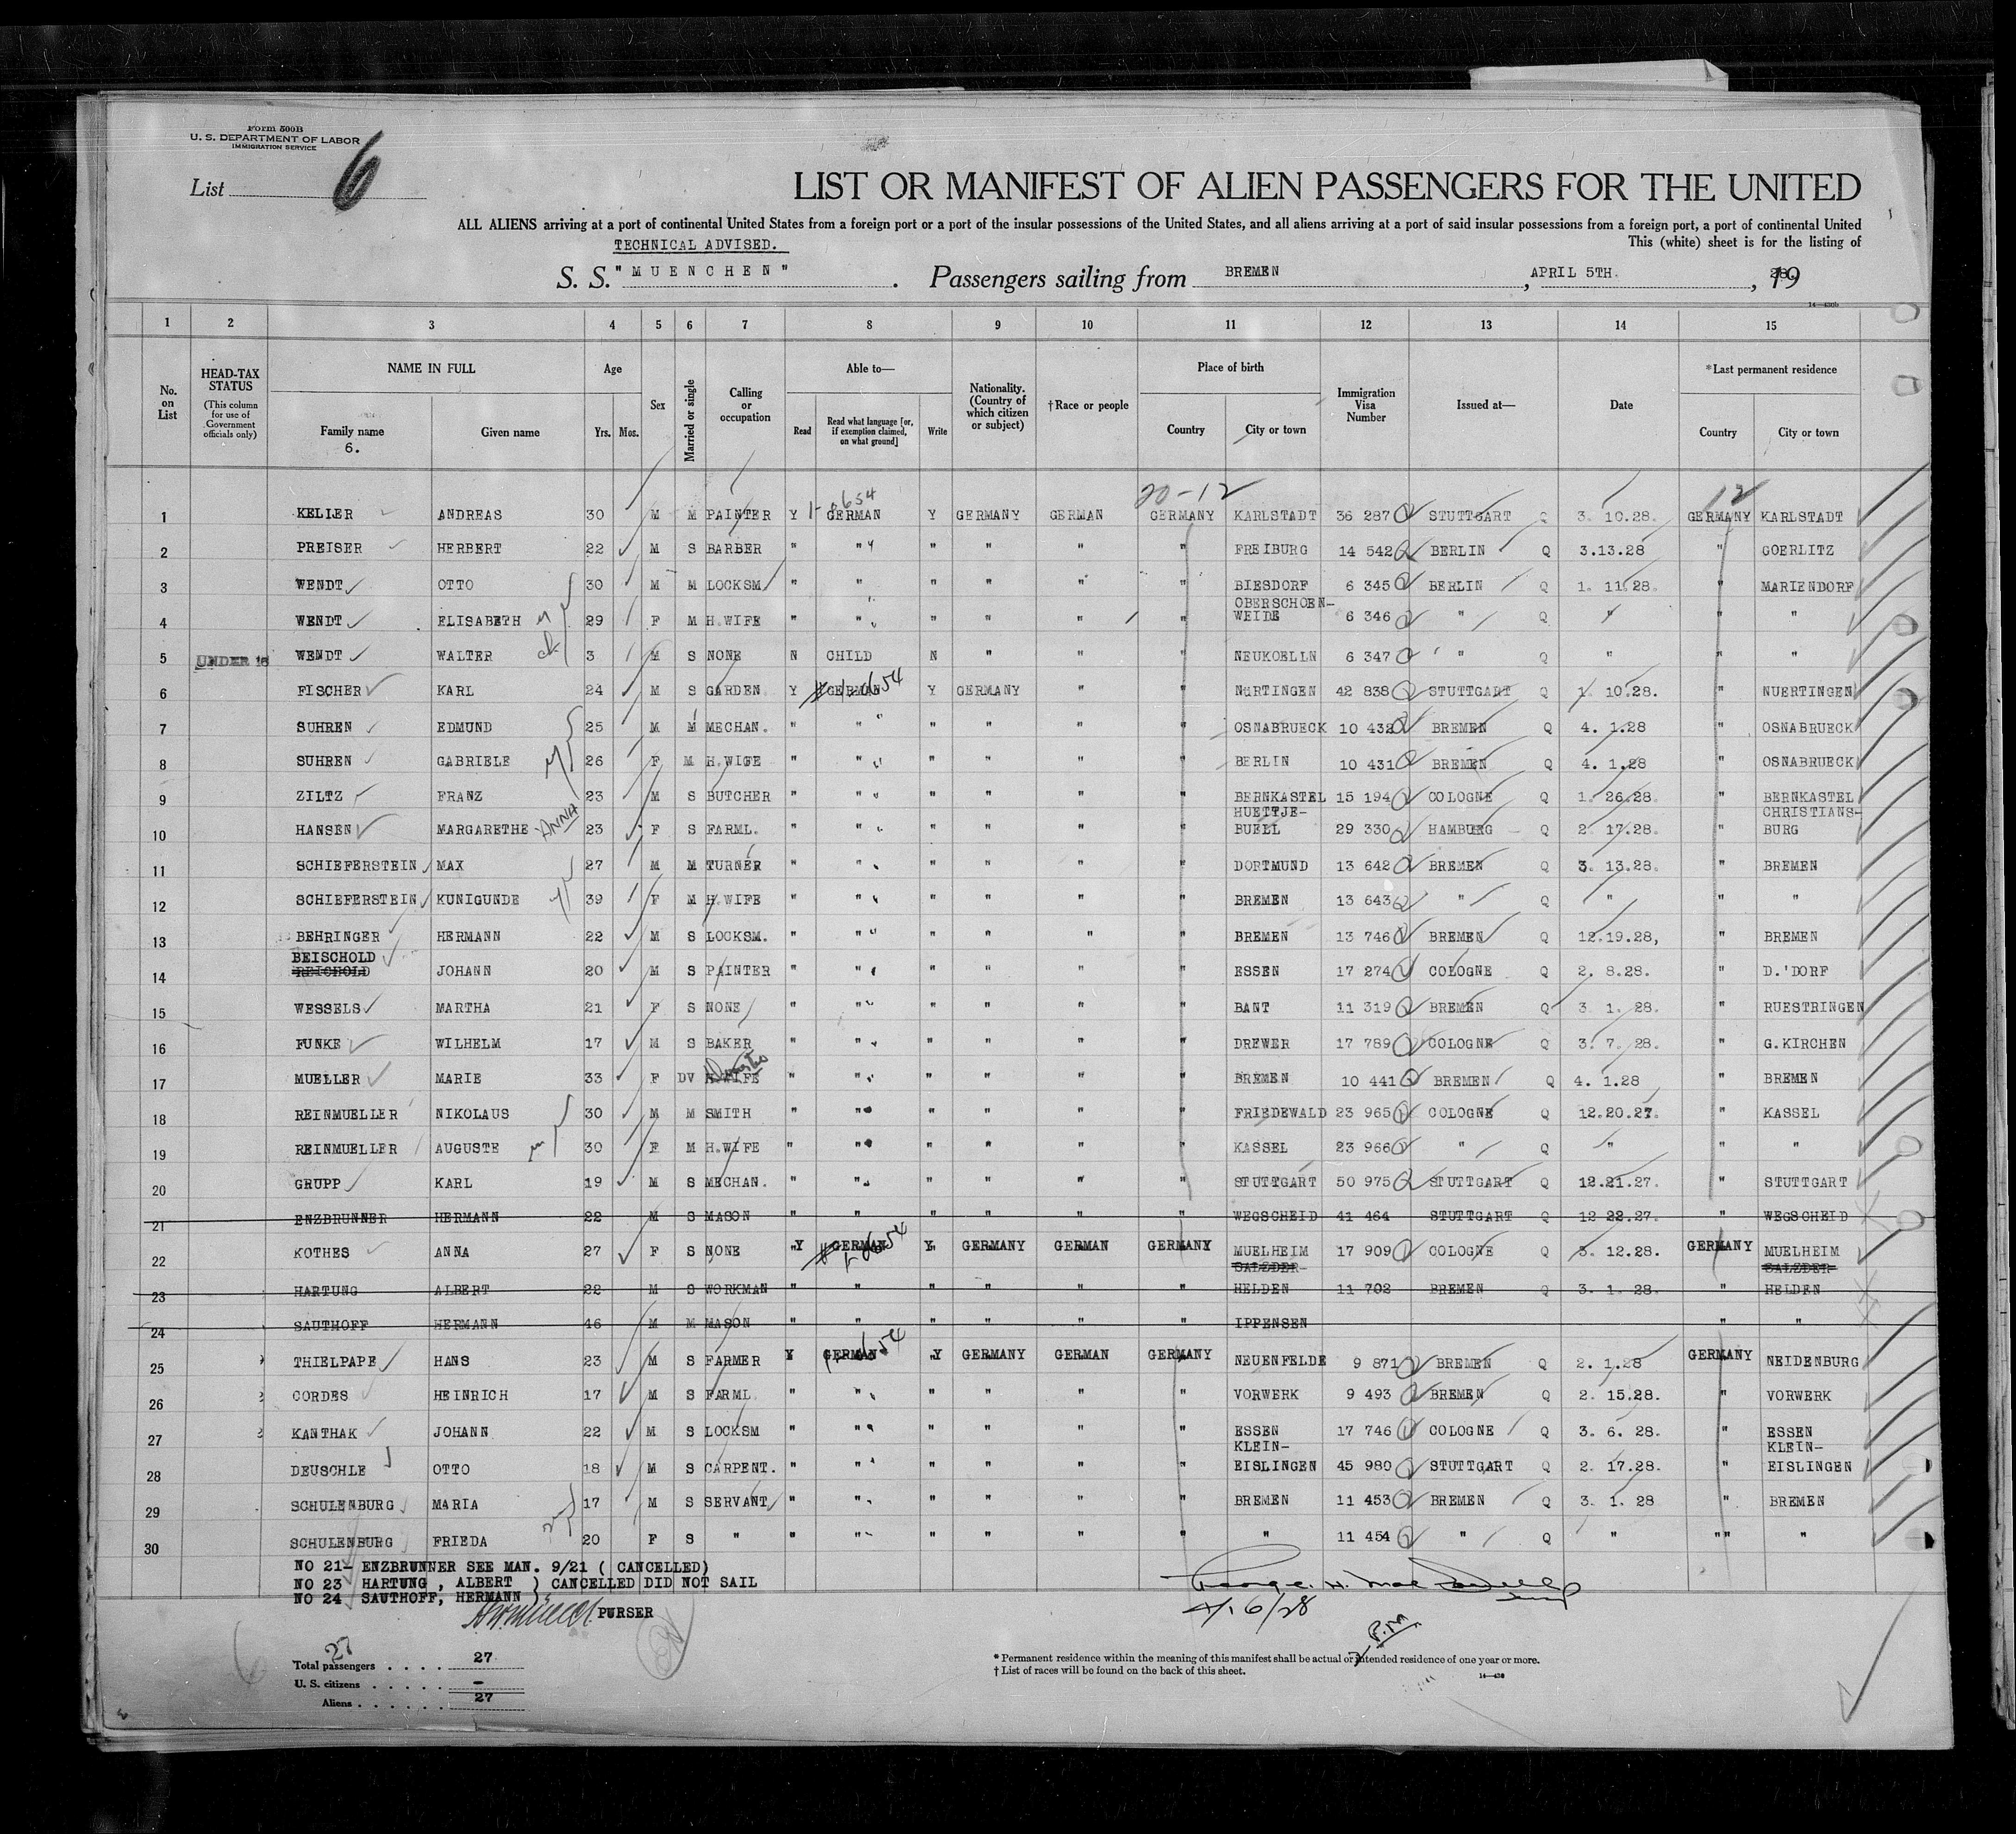 Form 500B
U. S. DEPARTMENT OF LABOR
IMMIGRATION SERVICE
List 6
LIST OR MANIFEST OF ALIEN PASSENGERS FOR THE UNITED
ALL ALIENS arriving at a port of continental United States from a foreign port or a port of the insular possessions of the United States, and all aliens arriving at a port of said insular possessions from a foreign port, a port of continental United
TECHNICAL ADVISED. This (white) sheet is for the listing of
S. S. "MUENCHEN". Passengers sailing from BREMEN, APRIL 5TH., 1928.
1 2 3 4 5 6 7 8 9 10 11 12 13 14 15
No. on List
HEAD-TAX STATUS (This column for use of Government officials only)
NAME IN FULL
Family name 6. Given name
Age Yrs. Mos.
Sex
Married or single
Calling or occupation
Able to—
Read Read what language [or, if exemption claimed, on what ground] Write
Nationality. (Country of which citizen or subject)
†Race or people
Place of birth
Country City or town
Immigration Visa Number
Issued at—
Date
*Last permanent residence
Country City or town
20-12 12
1 KELLER ANDREAS 30 M M PAINTER Y GERMAN Y GERMANY GERMAN GERMANY KARLSTADT 36 287 STUTTGART Q 3. 10.28. GERMANY KARLSTADT
2 PREISER HERBERT 22 M S BARBER " " " " " " FREIBURG 14 542 BERLIN Q 3.13.28 " GOERLITZ
3 WENDT OTTO 30 M M LOCKSM " " " " " " BIESDORF 6 345 BERLIN Q 1. 11.28. " MARIENDORF
4 WENDT ELISABETH 29 F M H.WIFE " " " " " " OBERSCHOEN-WEIDE 6 346 " Q " " "
5 UNDER 16 WENDT WALTER 3 M S NONE N CHILD N " " " NEUKOELLN 6 347 " Q " " "
6 FISCHER KARL 24 M S GARDEN Y GERMAN Y GERMANY " " NURTINGEN 42 838 STUTTGART Q 1. 10.28. " NUERTINGEN
7 SUHREN EDMUND 25 M M MECHAN. " " " " " " OSNABRUECK 10 432 BREMEN Q 4. 1.28 " OSNABRUECK
8 SUHREN GABRIELE 26 F M H.WIFE " " " " " " BERLIN 10 431 BREMEN Q 4. 1.28 " OSNABRUECK
9 ZILTZ FRANZ 23 M S BUTCHER " " " " " " BERNKASTEL 15 194 COLOGNE Q 1. 26.28. " BERNKASTEL
10 HANSEN MARGARETHE ANNA 23 F S FARML. " " " " " " HUETTJE-BUELL 29 330 HAMBURG Q 2. 17.28. " CHRISTIANS-BURG
11 SCHIEFERSTEIN MAX 27 M M TURNER " " " " " " DORTMUND 13 642 BREMEN Q 3. 13.28. " BREMEN
12 SCHIEFERSTEIN KUNIGUNDE 39 F M H.WIFE " " " " " " BREMEN 13 643 " Q " " "
13 BEHRINGER HERMANN 22 M S LOCKSM. " " " " " " BREMEN 13 746 BREMEN Q 12.19.28, " BREMEN
14 BEISCHOLD REICHOLD JOHANN 20 M S PAINTER " " " " " " ESSEN 17 274 COLOGNE Q 2. 8.28. " D.'DORF
15 WESSELS MARTHA 21 F S NONE " " " " " " BANT 11 319 BREMEN Q 3 1. 28. " RUESTRINGEN
16 FUNKE WILHELM 17 M S BAKER " " " " " " DREWER 17 789 COLOGNE Q 3. 7. 28. " G.KIRCHEN
17 MUELLER MARIE 33 F DV H.WIFE " " " " " " BREMEN 10 441 BREMEN Q 4. 1.28 " BREMEN
18 REINMUELLER NIKOLAUS 30 M M SMITH " " " " " " FRIEDEWALD 23 965 COLOGNE Q 12.20.27. " KASSEL
19 REINMUELLER AUGUSTE 30 F M H.WIFE " " " " " " KASSEL 23 966 " Q " " "
20 GRUPP KARL 19 M S MECHAN. " " " " " " STUTTGART 50 975 STUTTGART Q 12.21.27. " STUTTGART
21 ENZBRUNNER HERMANN 22 M S MASON " " " " " " WEGSCHEID 41 464 STUTTGART Q 12 22.27. " WEGSCHEID
22 KOTHES ANNA 27 F S NONE Y GERMAN Y GERMANY GERMAN GERMANY MUELHEIM 17 909 COLOGNE Q 3. 12.28. GERMANY MUELHEIM
23 HARTUNG ALBERT 22 M S WORKMAN " " " " " " SALZDER-HELDEN 11 702 BREMEN Q 3. 1. 28. " SALZDER-HELDEN
24 SAUTHOFF HERMANN 46 M M MASON " " " " " " IPPENSEN " "
25 THIELPAPE HANS 23 M S FARMER Y GERMAN Y GERMANY GERMAN GERMANY NEUENFELDE 9 871 BREMEN Q 2. 1.28 GERMANY NEIDENBURG
26 CORDES HEINRICH 17 M S FARML " " " " " " VORWERK 9 493 BREMEN Q 2. 15.28. " VORWERK
27 KANTHAK JOHANN 22 M S LOCKSM " " " " " " ESSEN 17 746 COLOGNE Q 3. 6. 28. " ESSEN
28 DEUSCHLE OTTO 18 M S CARPENT. " " " " " " KLEIN-EISLINGEN 45 980 STUTTGART Q 2. 17.28. " KLEIN-EISLINGEN
29 SCHULENBURG MARIA 17 M S SERVANT " " " " " " BREMEN 11 453 BREMEN Q 3. 1. 28 " BREMEN
30 SCHULENBURG FRIEDA 20 F S " " " " " " " " 11 454 " Q " "" "
NO 21- ENZBRUNNER SEE MAN. 9/21 ( CANCELLED)
NO 23 HARTUNG , ALBERT ) CANCELLED DID NOT SAIL
NO 24 SAUTHOFF, HERMANN )
PURSER
4/16/28
P.M.
27
Total passengers . . . . 27
U. S. citizens . . . . . -
Aliens . . . . . . 27
* Permanent residence within the meaning of this manifest shall be actual or intended residence of one year or more.
† List of races will be found on the back of this sheet.